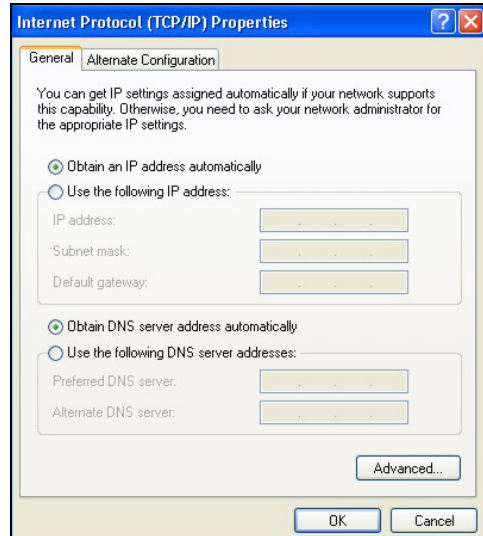 Internet Protocol (TCP/IP) Properties
General
Alternate Configuration
You can get IP settings assigned automatically if your network supports
this capability. Otherwise, you need to ask your network administrator for
the appropriate IP settings.
Obtain an IP address automatically
Use the following IP address:
IP address:
Subnet mask:
Default gateway:
Obtain DNS server address automatically
Use the following DNS server addresses:
Preferred DNS server:
Alternate DNS server:
Advanced...
OK
Cancel